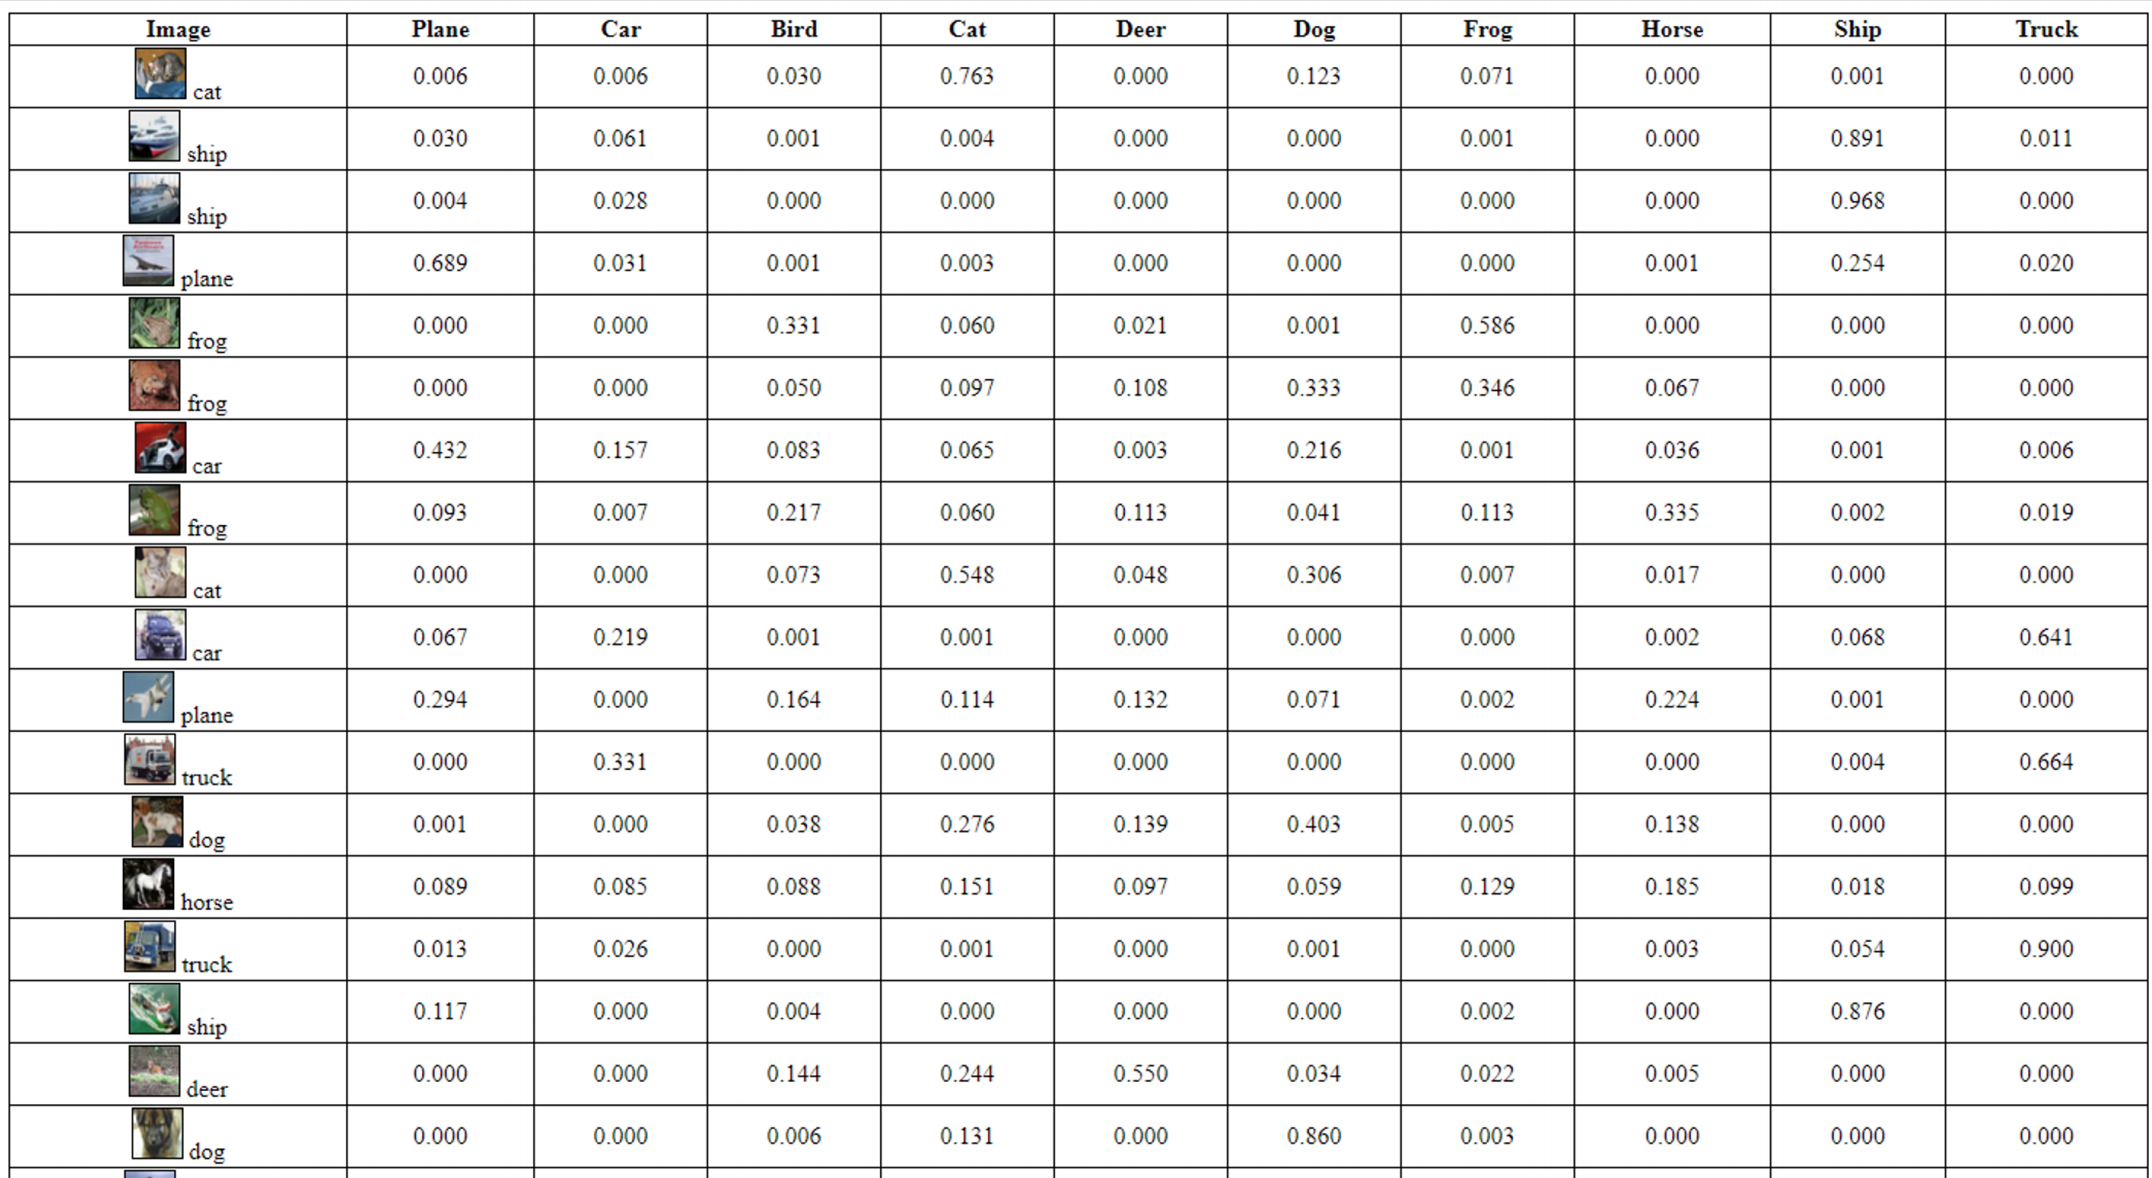 Image Plane Car Bird Cat Deer Dog Frog Horse Ship Truck
cat 0.006 0.006 0.030 0.763 0.000 0.123 0.071 0.000 0.001 0.000
ship 0.030 0.061 0.001 0.004 0.000 0.000 0.001 0.000 0.891 0.011
ship 0.004 0.028 0.000 0.000 0.000 0.000 0.000 0.000 0.968 0.000
plane 0.689 0.031 0.001 0.003 0.000 0.000 0.000 0.001 0.254 0.020
frog 0.000 0.000 0.331 0.060 0.021 0.001 0.586 0.000 0.000 0.000
frog 0.000 0.000 0.050 0.097 0.108 0.333 0.346 0.067 0.000 0.000
car 0.432 0.157 0.083 0.065 0.003 0.216 0.001 0.036 0.001 0.006
frog 0.093 0.007 0.217 0.060 0.113 0.041 0.113 0.335 0.002 0.019
cat 0.000 0.000 0.073 0.548 0.048 0.306 0.007 0.017 0.000 0.000
car 0.067 0.219 0.001 0.001 0.000 0.000 0.000 0.002 0.068 0.641
plane 0.294 0.000 0.164 0.114 0.132 0.071 0.002 0.224 0.001 0.000
truck 0.000 0.331 0.000 0.000 0.000 0.000 0.000 0.000 0.004 0.664
dog 0.001 0.000 0.038 0.276 0.139 0.403 0.005 0.138 0.000 0.000
horse 0.089 0.085 0.088 0.151 0.097 0.059 0.129 0.185 0.018 0.099
truck 0.013 0.026 0.000 0.001 0.000 0.001 0.000 0.003 0.054 0.900
ship 0.117 0.000 0.004 0.000 0.000 0.000 0.002 0.000 0.876 0.000
deer 0.000 0.000 0.144 0.244 0.550 0.034 0.022 0.005 0.000 0.000
dog 0.000 0.000 0.006 0.131 0.000 0.860 0.003 0.000 0.000 0.000